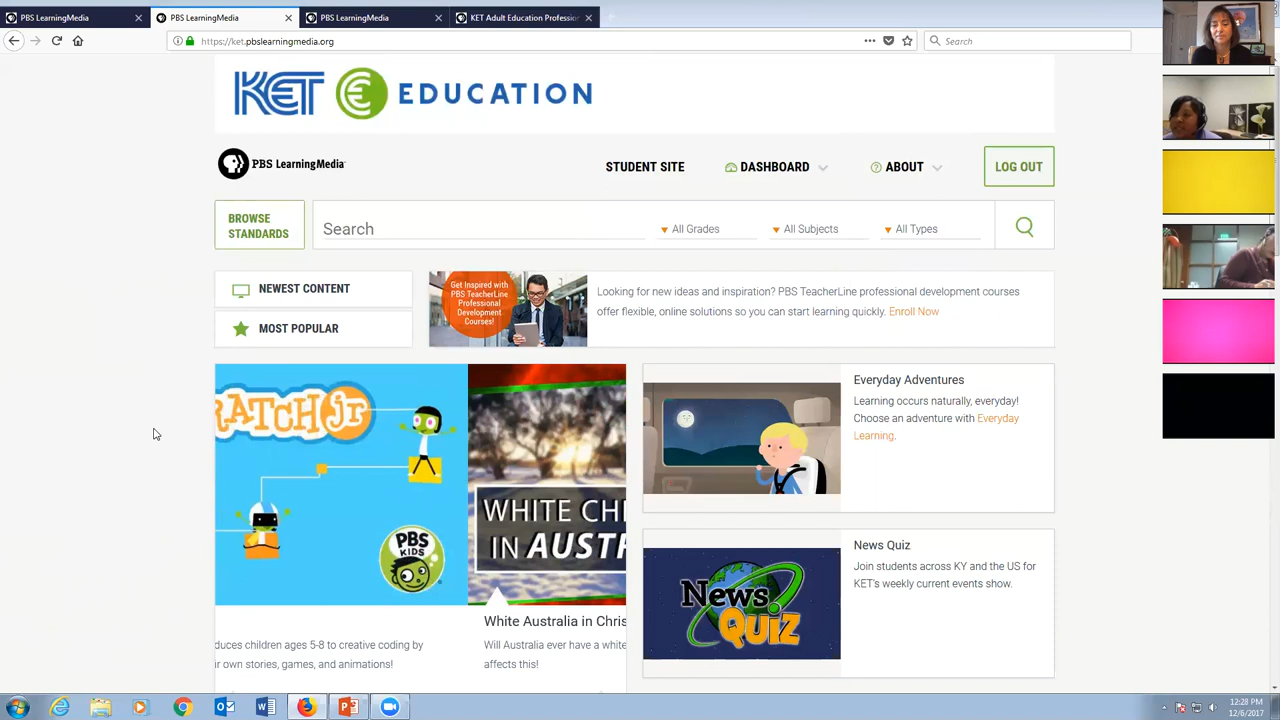 PBS LearningMedia
PBS LearningMedia
PBS LearningMedia
KET Adult Education Profession
https://ket.pbslearningmedia.org
Search
KET EDUCATION
PBS LearningMedia
STUDENT SITE
DASHBOARD
ABOUT
LOG OUT
BROWSE
STANDARDS
Search
All Grades
All Subjects
All Types
NEWEST CONTENT
MOST POPULAR
Get Inspired with
PBS TeacherLine
Professional
Development
Courses!
Looking for new ideas and inspiration? PBS TeacherLine professional development courses
offer flexible, online solutions so you can start learning quickly. Enroll Now
RATCH jr
PBS
KIDS
WHITE CH
IN AUST
Everyday Adventures
Learning occurs naturally, everyday!
Choose an adventure with Everyday
Learning.
News
QUIZ
News Quiz
Join students across KY and the US for
KET's weekly current events show.
duces children ages 5-8 to creative coding by
r own stories, games, and animations!
White Australia in Chris
Will Australia ever have a white
affects this!
12:28 PM
12/6/2017